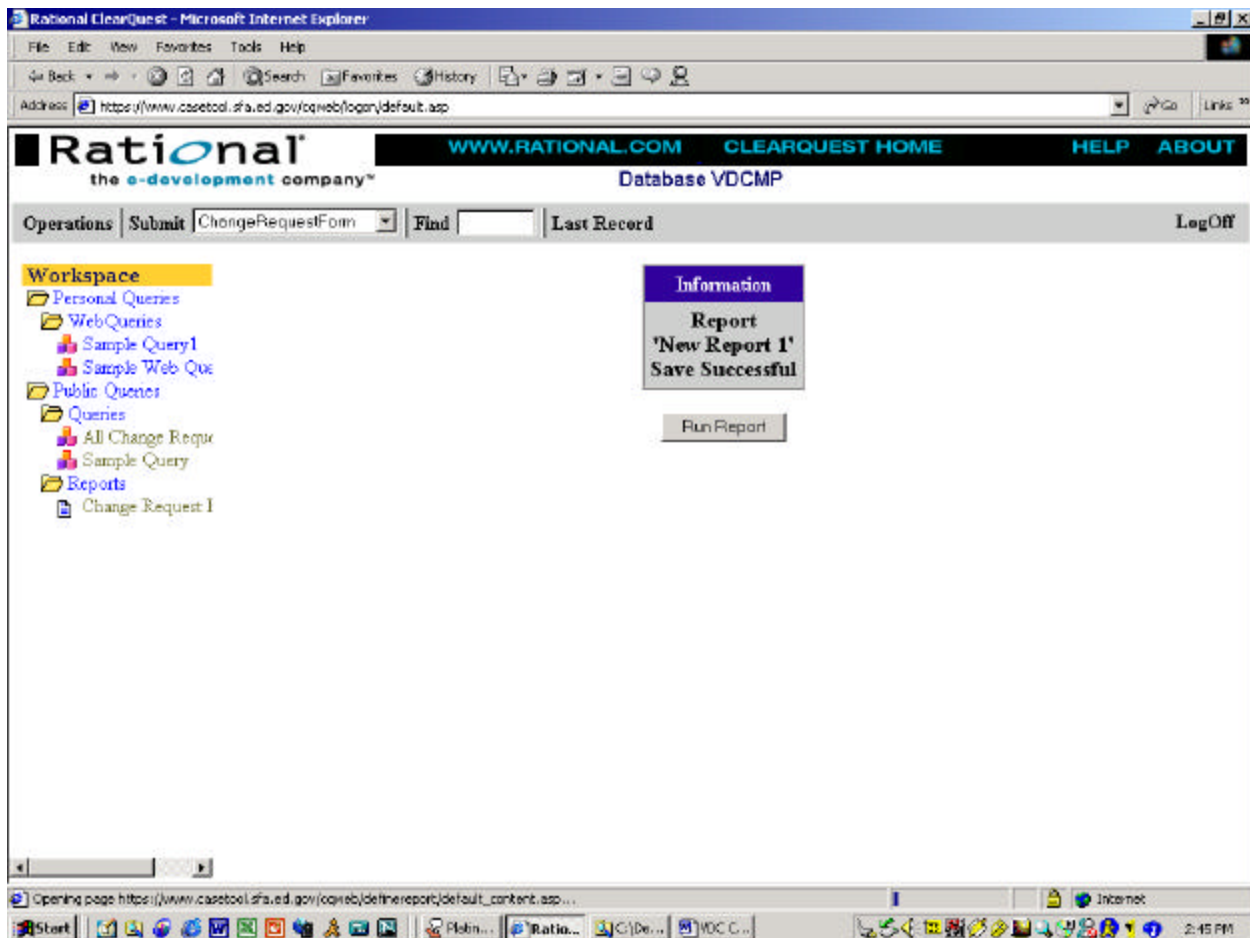 Rational ClearQuest - Microsoft Internet Explorer
File Edit View Favorites Tools Help
Back Search Favorites History
Address https://www.casetool.sfa.ed.gov/cqweb/logon/default.asp Go Links »
Rational
the e-development company™
WWW.RATIONAL.COM CLEARQUEST HOME HELP ABOUT
Database VDCMP
Operations Submit ChangeRequestForm Find Last Record LogOff
Workspace
Personal Queries
WebQueries
Sample Query1
Sample Web Que
Public Queries
Queries
All Change Reque
Sample Query
Reports
Change Request
Information
Report
'New Report 1'
Save Successful
Run Report
Opening page https://www.casetool.sfa.ed.gov/cqweb/definereport/default_content.asp... Internet
Start Platin... Ratio... C:\De... VDC C... 2:45 PM